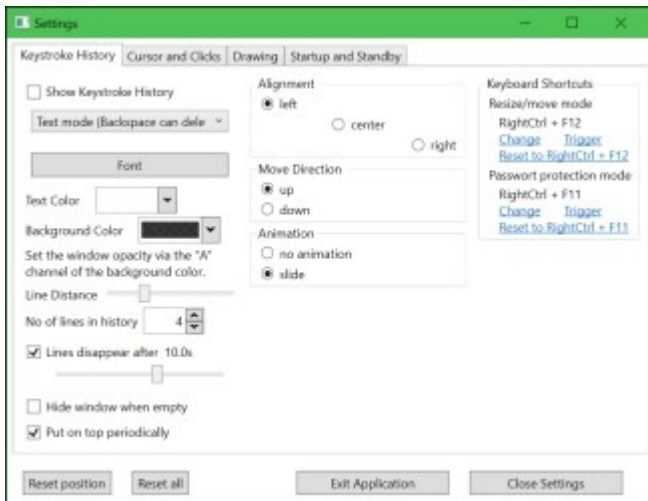 Settings
Keystroke History
Cursor and Clicks
Drawing
Startup and Standby
Show Keystroke History
Text mode (Backspace can dele
Font
Text Color
Background Color
Set the window opacity via the "A"
channel of the background color.
Line Distance
No of lines in history
4
Lines disappear after 10.0s
Hide window when empty
Put on top periodically
Alignment
left
center
right
Move Direction
up
down
Animation
no animation
slide
Keyboard Shortcuts
Resize/move mode
RightCtrl + F12
Change Trigger
Reset to RightCtrl + F12
Passwort protection mode
RightCtrl + F11
Change Trigger
Reset to RightCtrl + F11
Reset position
Reset all
Exit Application
Close Settings